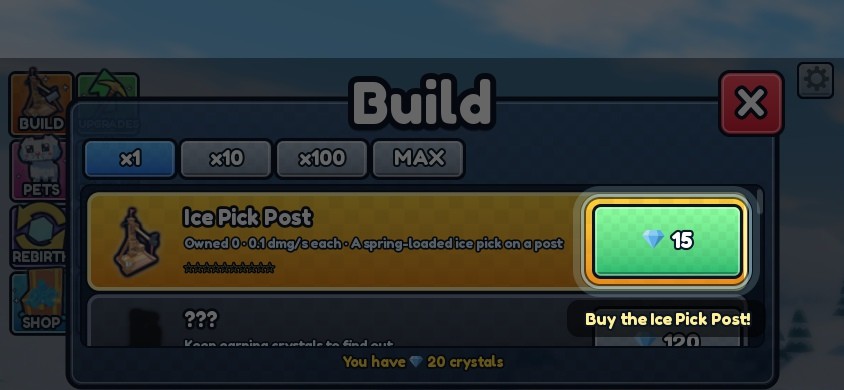 Build
BUILD
UPGRADES
x1
x10
x100
MAX
PETS
Ice Pick Post
Owned 0 · 0.1 dmg/s each · A spring-loaded ice pick on a post
15
REBIRTH
Buy the Ice Pick Post!
???
Keep earning crystals to find out
120
SHOP
You have 20 crystals